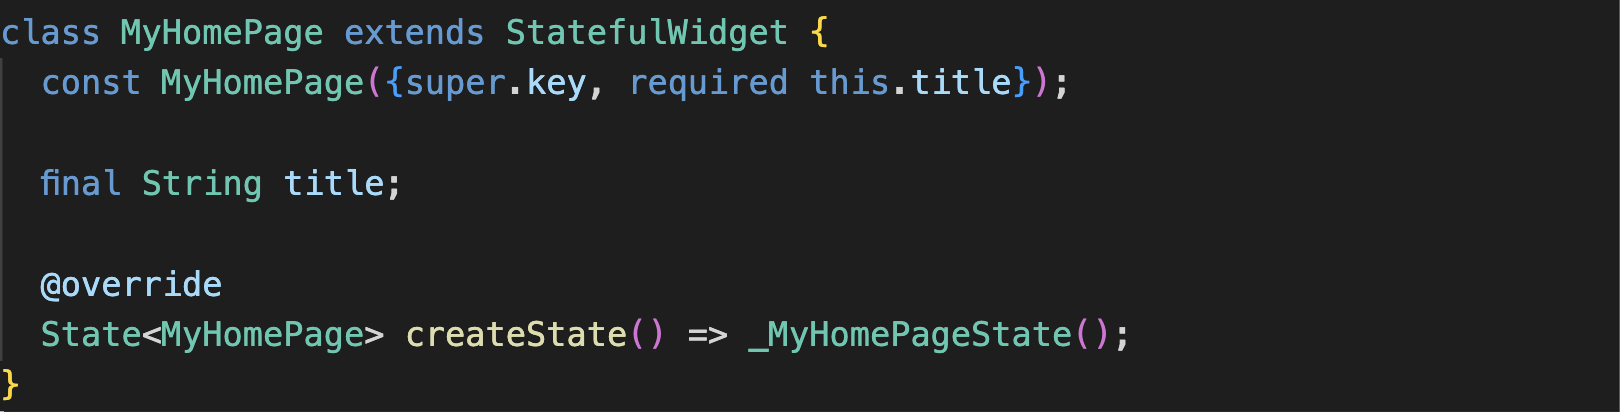 class MyHomePage extends StatefulWidget {
  const MyHomePage({super.key, required this.title});

  final String title;

  @override
  State<MyHomePage> createState() => _MyHomePageState();
}